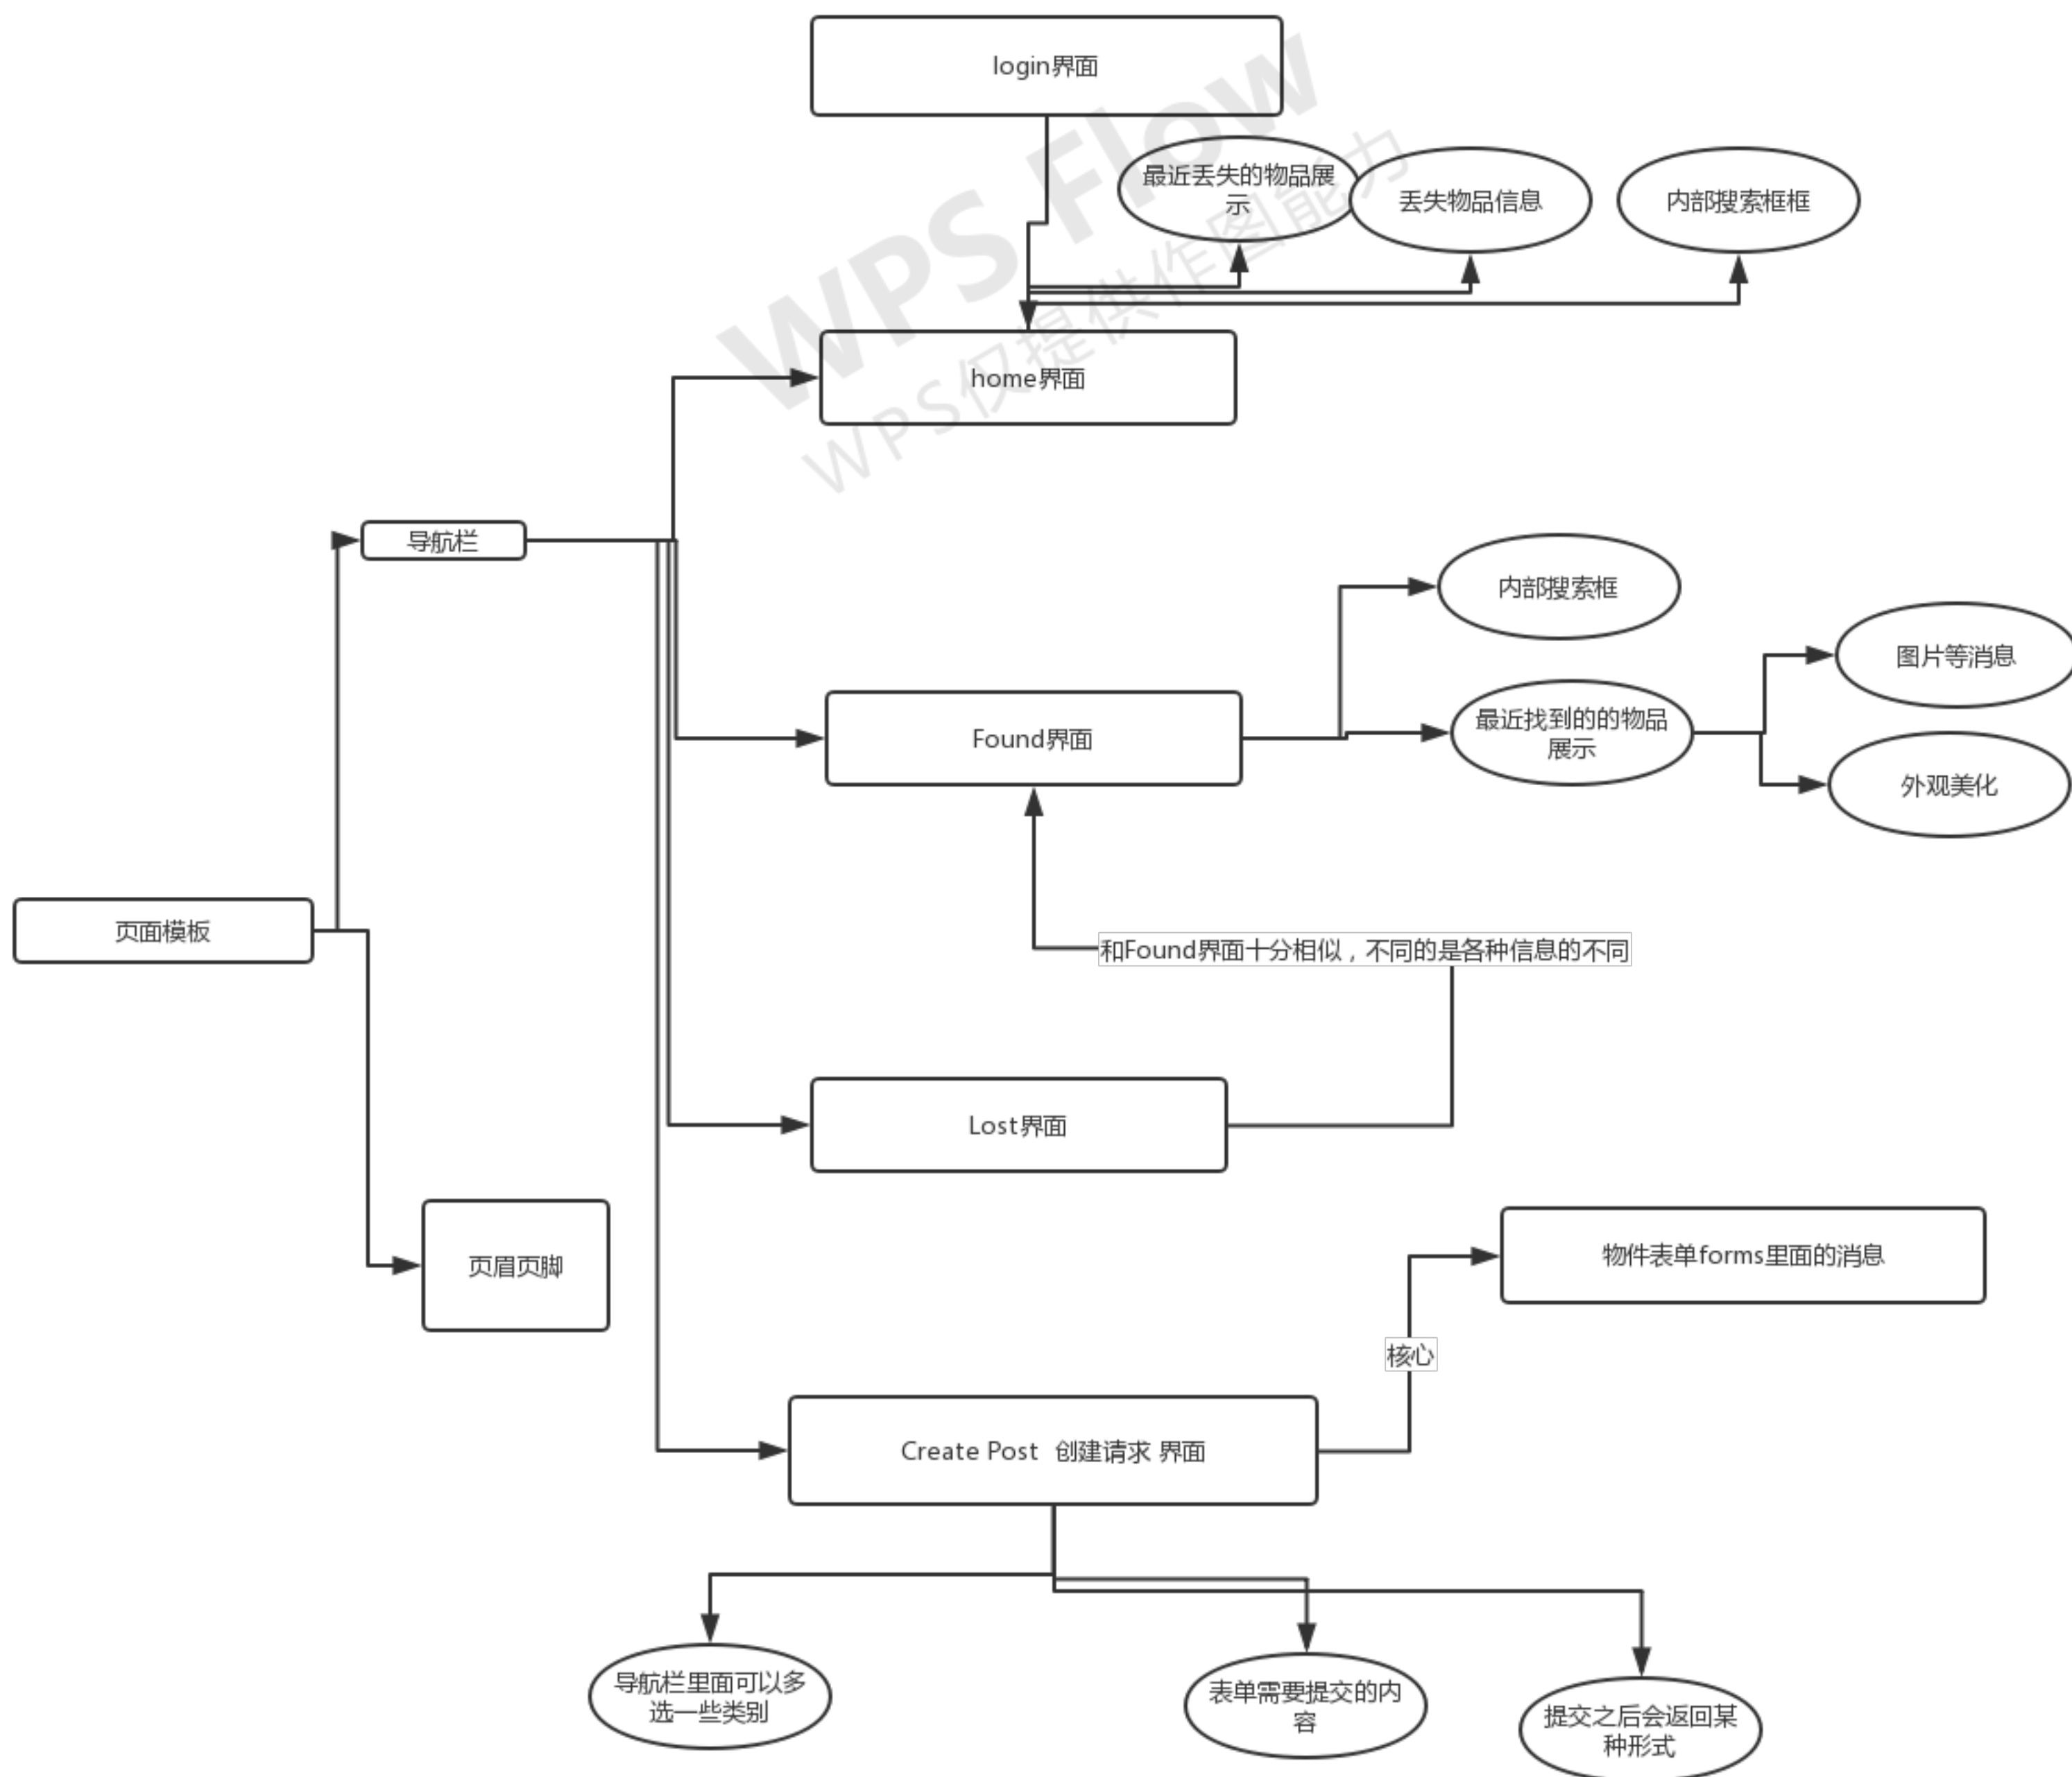 login界面
最近丢失的物品展
示
丢失物品信息
内部搜索框框
WPS Flow
WPS仅提供作图能力
home界面
导航栏
内部搜索框
图片等消息
最近找到的的物品
展示
Found界面
外观美化
页面模板
和Found界面十分相似，不同的是各种信息的不同
Lost界面
页眉页脚
物件表单forms里面的消息
核心
Create Post 创建请求 界面
导航栏里面可以多
选一些类别
表单需要提交的内
容
提交之后会返回某
种形式